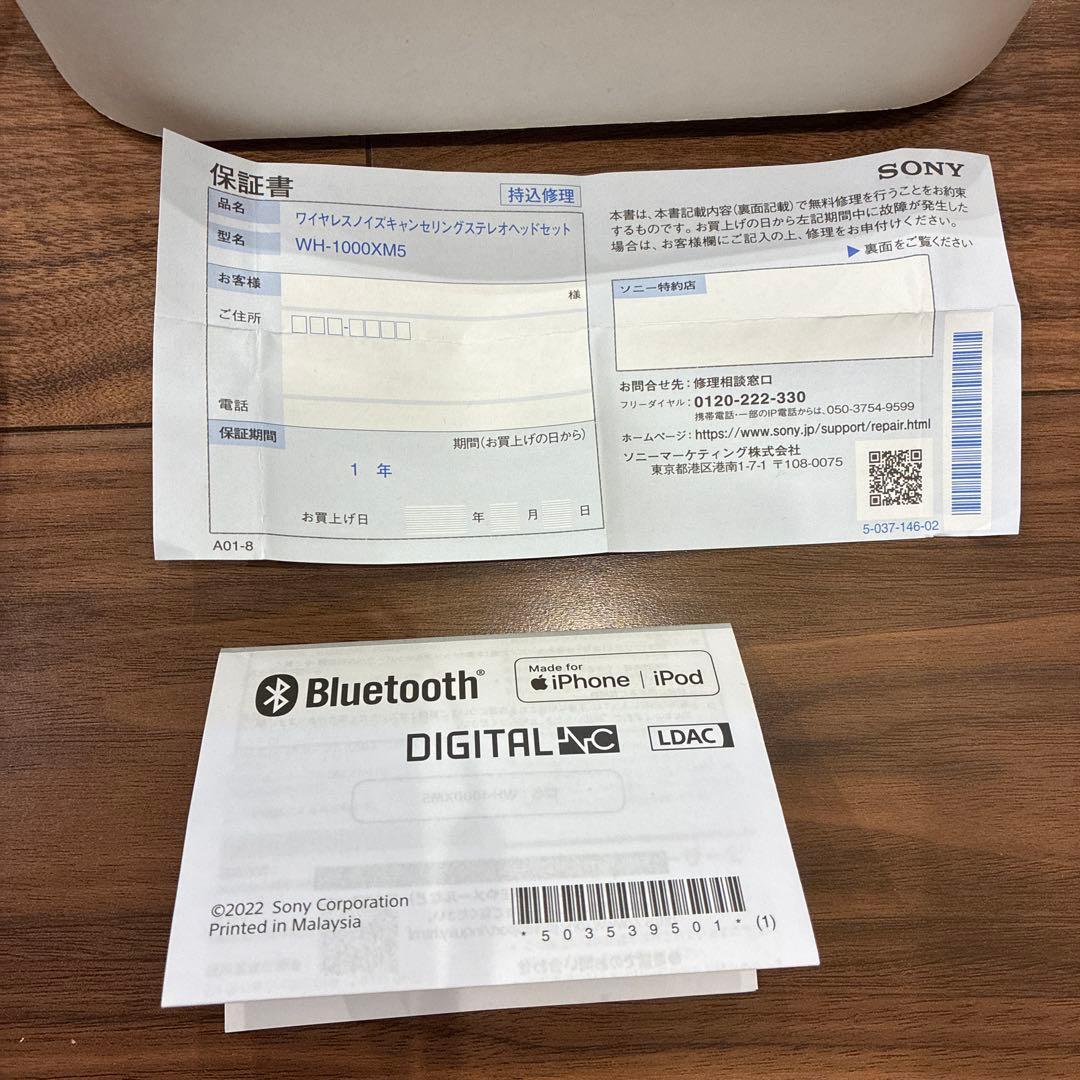 保証書
持込修理
品名
ワイヤレスノイズキャンセリングステレオヘッドセット
型名
WH-1000XM5
お客様
様
ご住所
電話
保証期間
期間(お買上げの日から)
1 年
お買上げ日 年 月 日
A01-8
SONY
本書は、本書記載内容(裏面記載)で無料修理を行うことをお約束
するものです。お買上げの日から左記期間中に故障が発生した
場合は、お客様欄にご記入の上、修理をお申付けください。
▶ 裏面をご覧ください
ソニー特約店
お問合せ先:修理相談窓口
フリーダイヤル:0120-222-330
携帯電話・一部のIP電話からは、050-3754-9599
ホームページ:https://www.sony.jp/support/repair.html
ソニーマーケティング株式会社
東京都港区港南1-7-1 〒108-0075
5-037-146-02
Bluetooth®
Made for
iPhone | iPod
DIGITAL NC
LDAC
©2022 Sony Corporation
Printed in Malaysia
* 5 0 3 5 3 9 5 0 1 * (1)